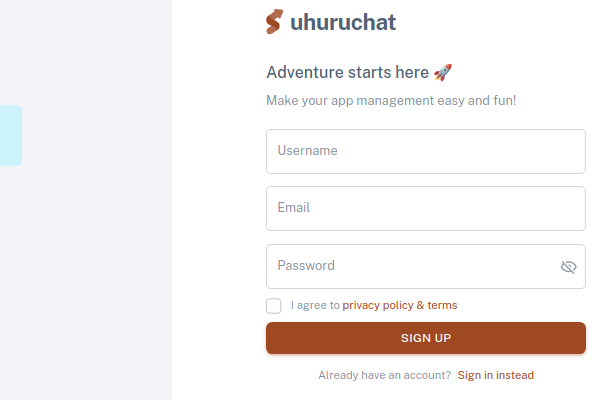 uhuruchat
Adventure starts here 🚀
Make your app management easy and fun!
Username
Email
Password
I agree to privacy policy & terms
SIGN UP
Already have an account? Sign in instead